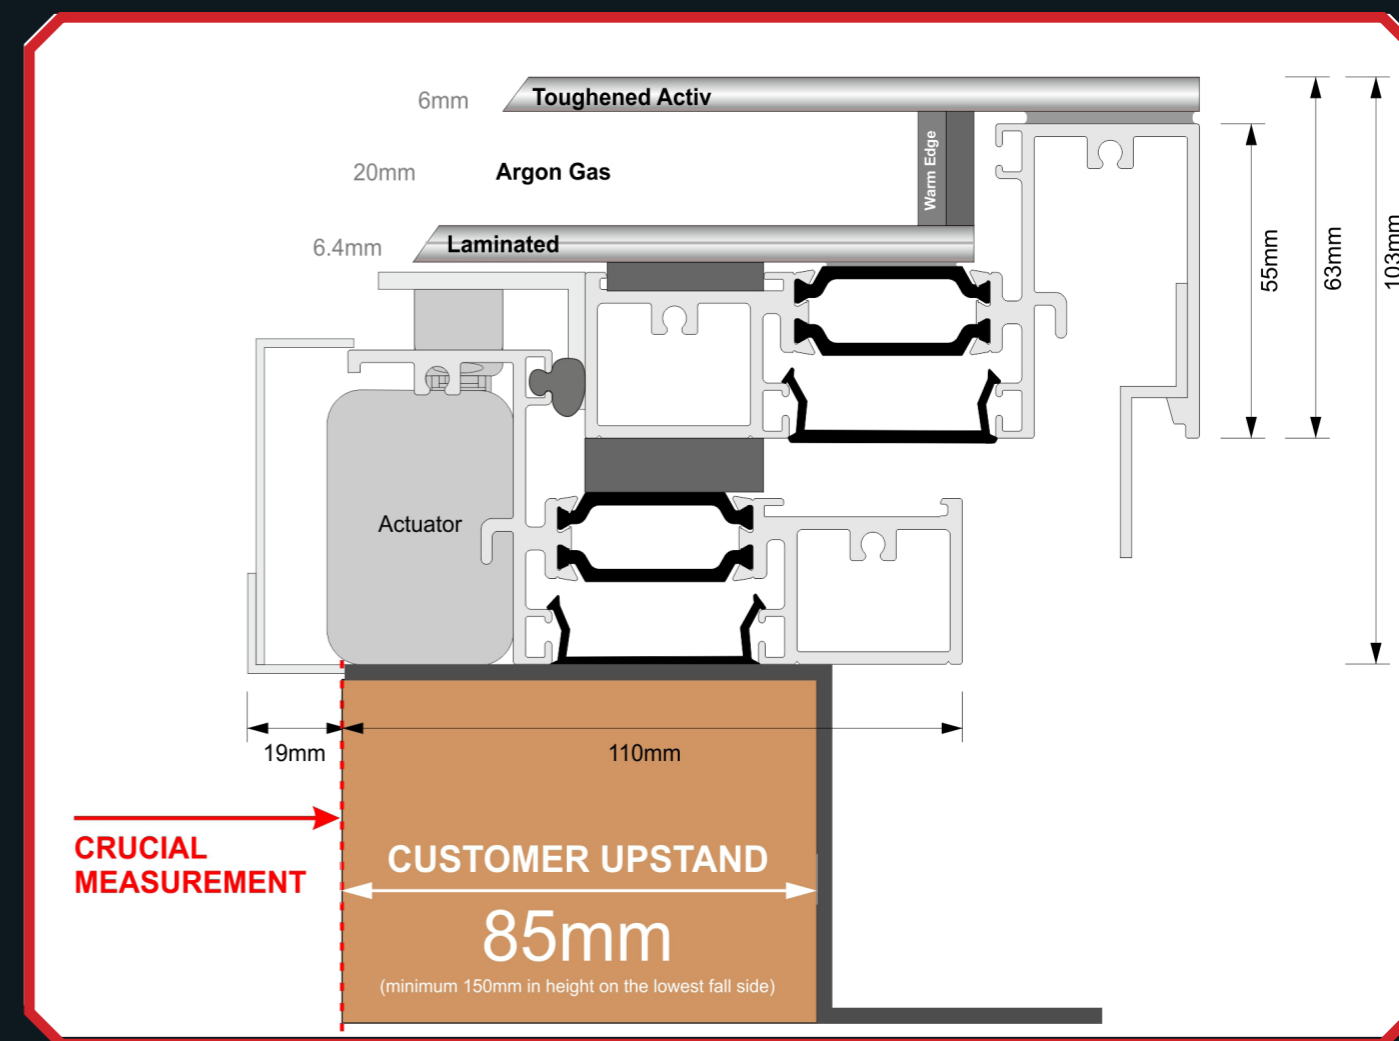 6mm
Toughened Activ
20mm
Argon Gas
Warm Edge
6.4mm
Laminated
55mm
63mm
103mm
Actuator
19mm
110mm
CRUCIAL
MEASUREMENT
CUSTOMER UPSTAND
85mm
(minimum 150mm in height on the lowest fall side)